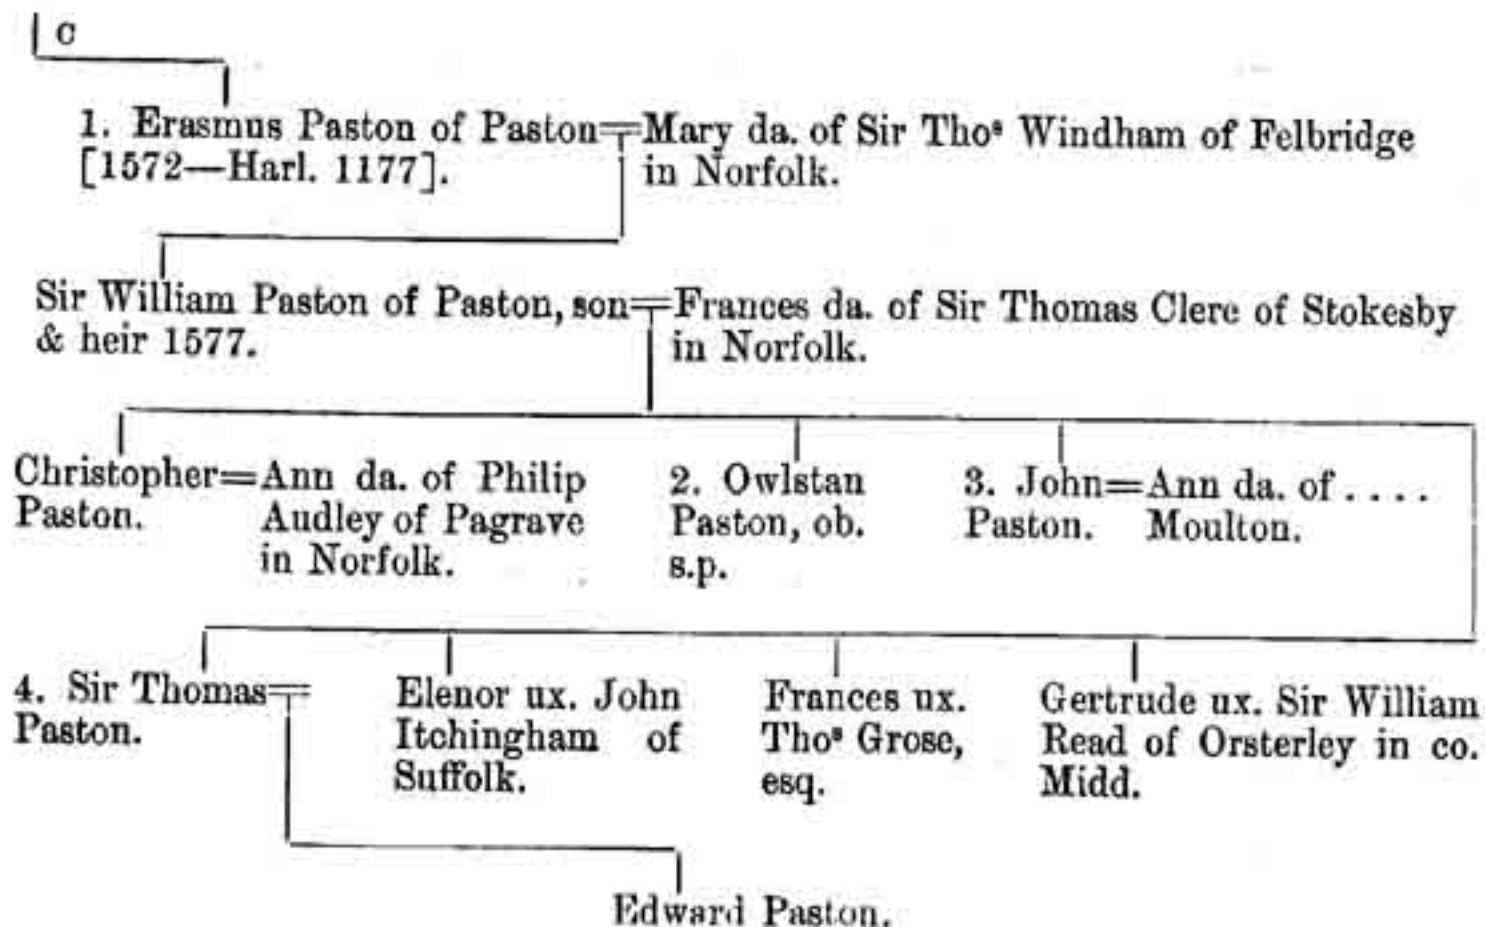 c
1. Erasmus Paston of Paston=Mary da. of Sir Thoˢ Windham of Felbridge
[1572—Harl. 1177]. in Norfolk.
Sir William Paston of Paston, son=Frances da. of Sir Thomas Clere of Stokesby
& heir 1577. in Norfolk.
Christopher=Ann da. of Philip
Paston. Audley of Pagrave
in Norfolk.
2. Owlstan
Paston, ob.
s.p.
3. John=Ann da. of ....
Paston. Moulton.
4. Sir Thomas=
Paston.
Elenor ux. John
Itchingham of
Suffolk.
Frances ux.
Thoˢ Grose,
esq.
Gertrude ux. Sir William
Read of Orsterley in co.
Midd.
Edward Paston.